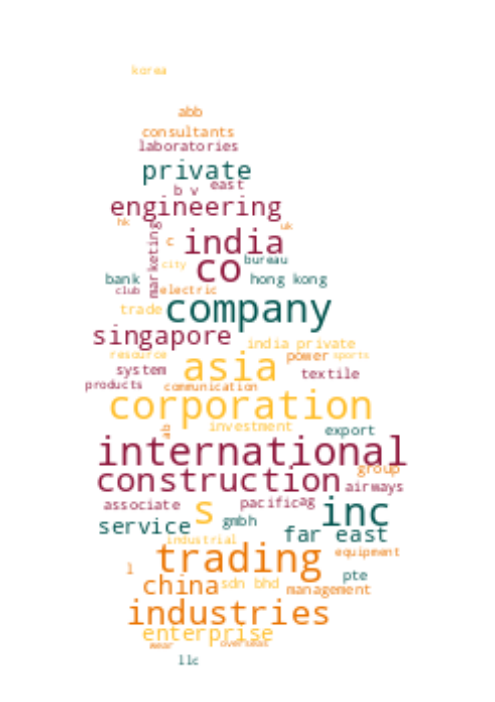 korea
abb
consultants
laboratories
private
b v east
engineering
hk uk
marketing
c india
city co bureau
bank hong kong
club electric
trade company
singapore
india private
resource asia power sports
system textile
products communication
corporation
ab investment export
international
group
construction airways
associate s pacific ag inc
service gmbh
far east
industrial
trading equipment
l china sdn bhd pte
management
industries
enterprise
wear overseas
llc